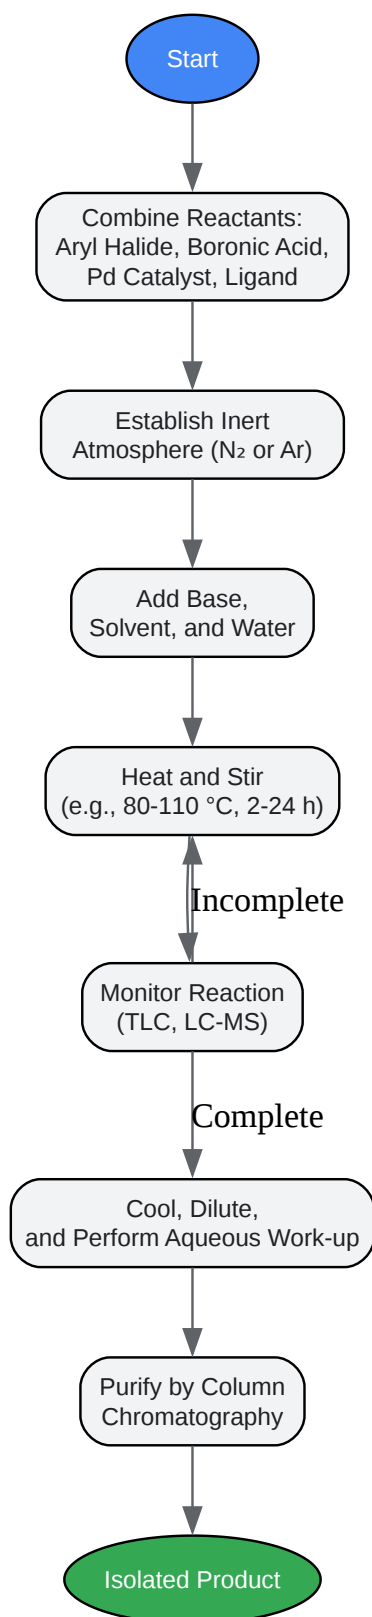 Start
Combine Reactants:
Aryl Halide, Boronic Acid,
Pd Catalyst, Ligand
Establish Inert
Atmosphere (N₂ or Ar)
Add Base,
Solvent, and Water
Heat and Stir
(e.g., 80-110 °C, 2-24 h)
Incomplete
Monitor Reaction
(TLC, LC-MS)
Complete
Cool, Dilute,
and Perform Aqueous Work-up
Purify by Column
Chromatography
Isolated Product